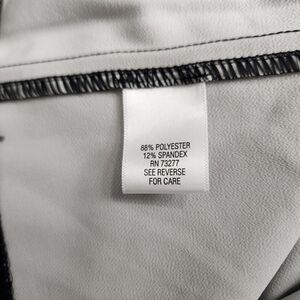 88% POLYESTER
12% SPANDEX
RN 73277
SEE REVERSE
FOR CARE